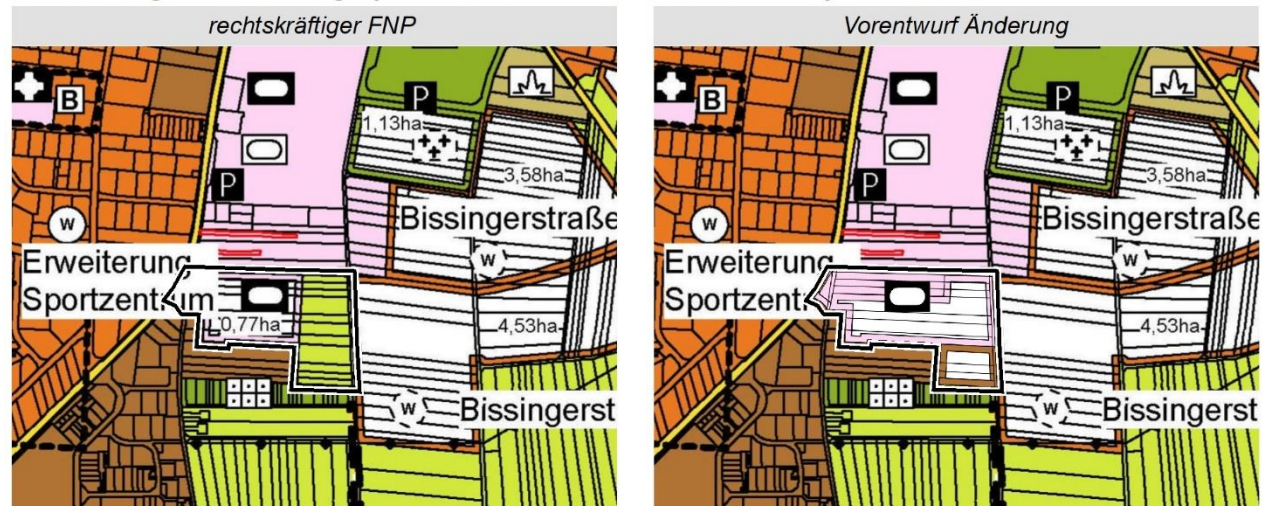 rechtskräftiger FNP
B
P
1,13ha
3,58ha
P
Bissingerstraße
W
W
Erweiterung
Sportzentrum
0,77ha
4,53ha
W
Bissingerst
Vorentwurf Änderung
B
P
1,13ha
3,58ha
P
Bissingerstraße
W
W
Erweiterung
Sportzent
4,53ha
W
Bissingerst